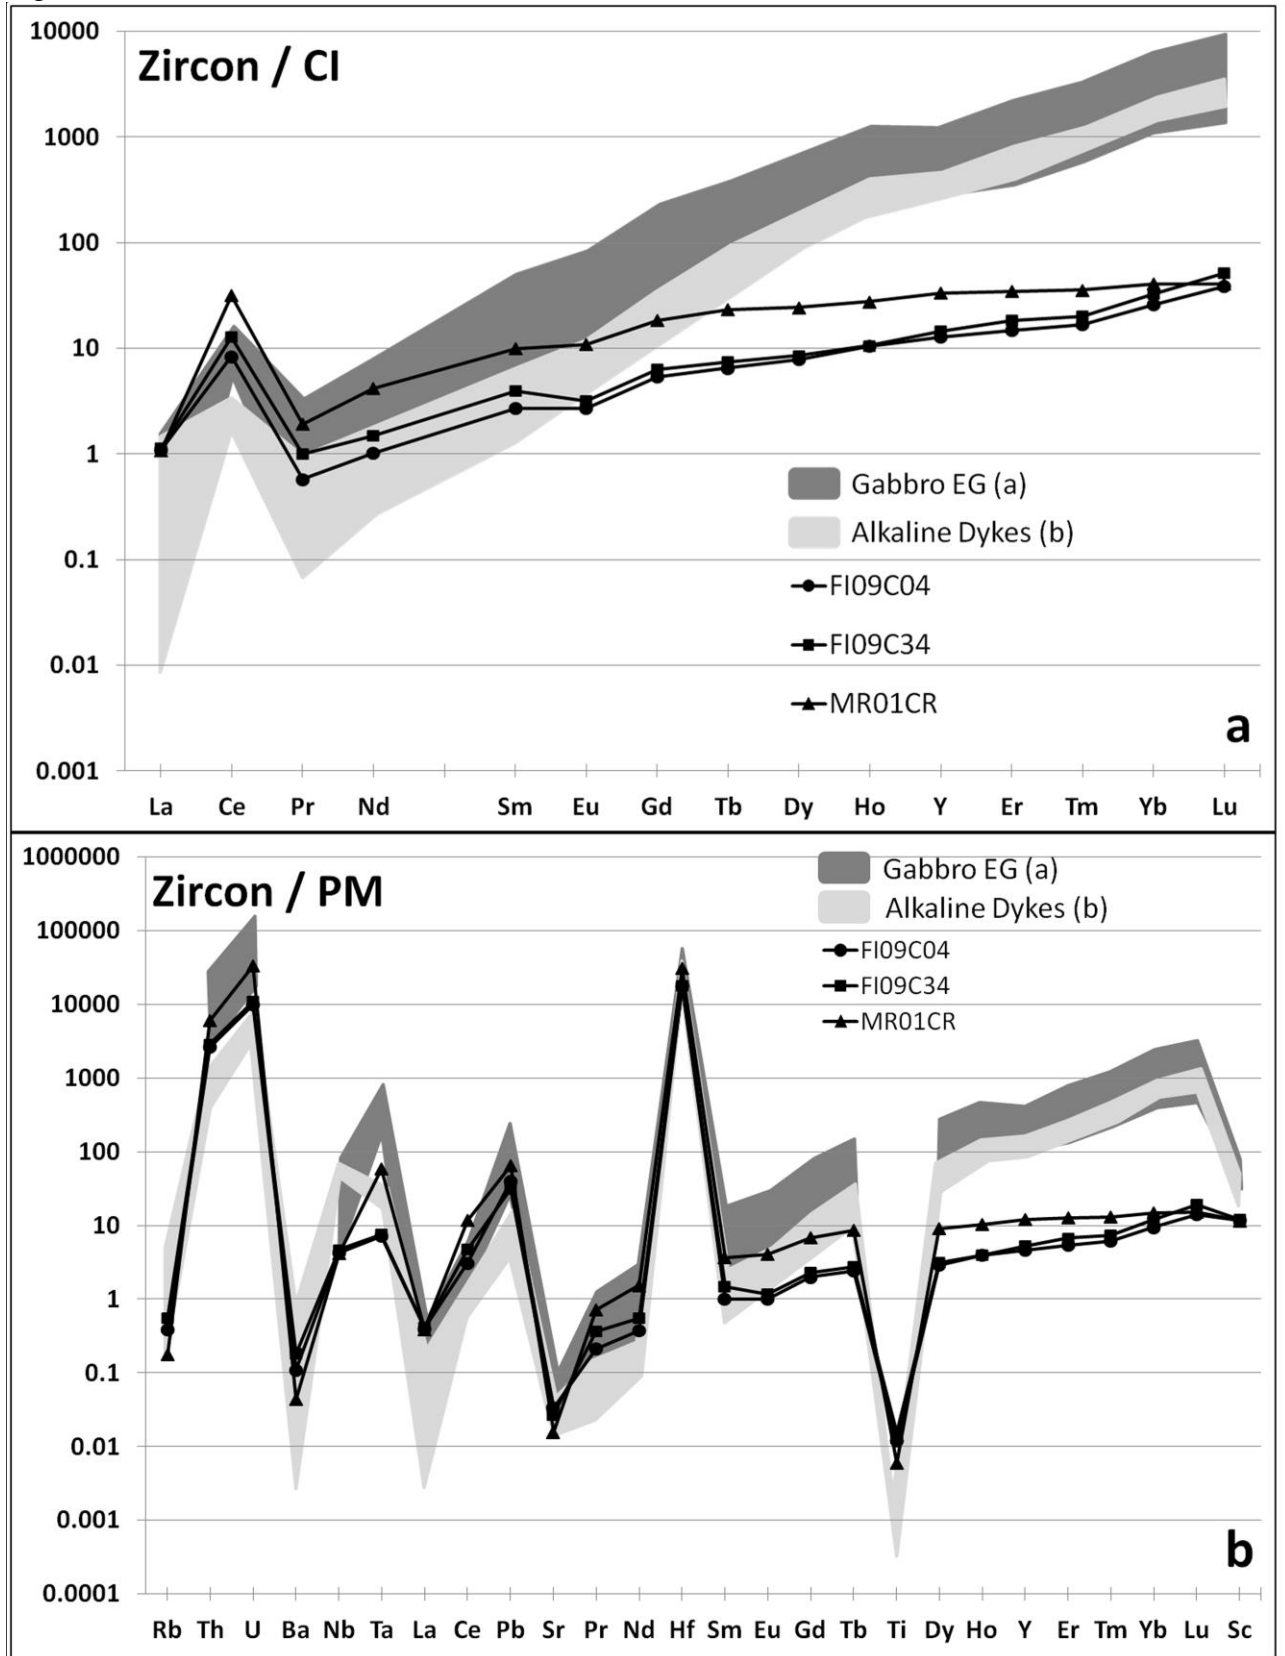 10000
Zircon / CI
1000
100
10
1
0.1
0.01
0.001
Gabbro EG (a)
Alkaline Dykes (b)
FI09C04
FI09C34
MR01CR
a
La Ce Pr Nd Sm Eu Gd Tb Dy Ho Y Er Tm Yb Lu
1000000
Zircon / PM
100000
10000
1000
100
10
1
0.1
0.01
0.001
0.0001
Gabbro EG (a)
Alkaline Dykes (b)
FI09C04
FI09C34
MR01CR
b
Rb Th U Ba Nb Ta La Ce Pb Sr Pr Nd Hf Sm Eu Gd Tb Ti Dy Ho Y Er Tm Yb Lu Sc